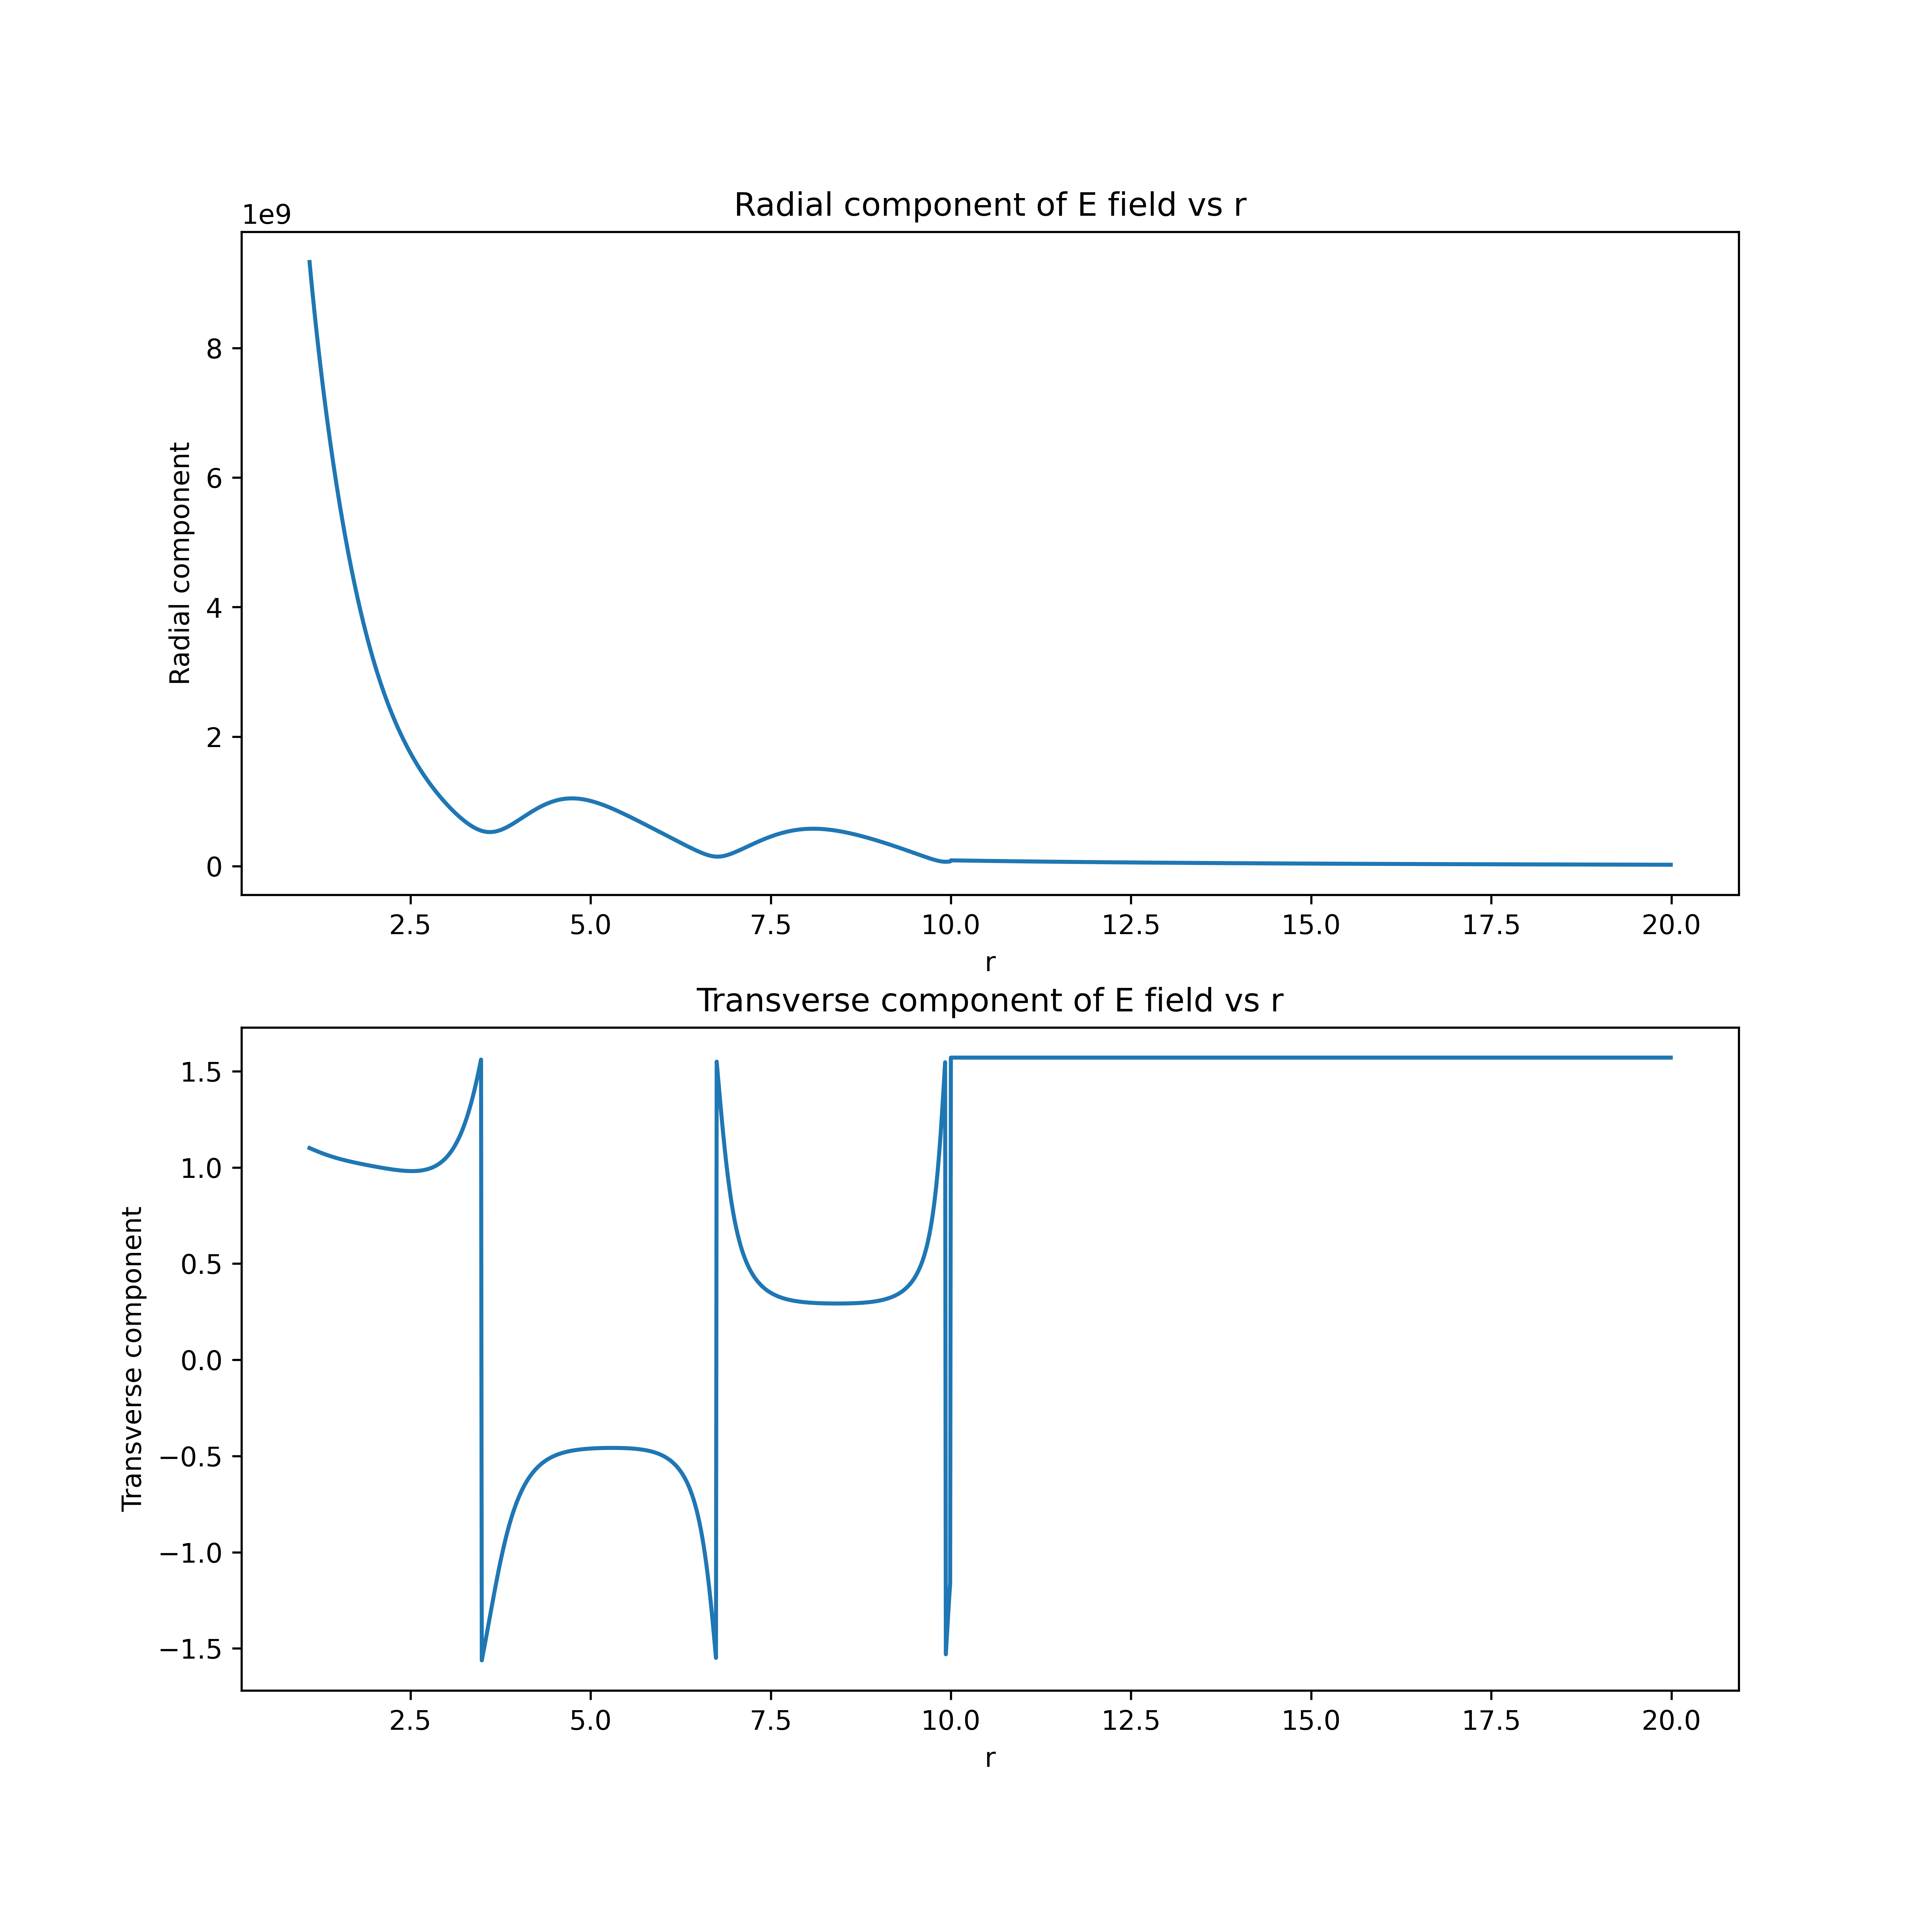 Radial component of E field vs r
1e9
Radial component
8
6
4
2
0
2.5 5.0 7.5 10.0 12.5 15.0 17.5 20.0
r
Transverse component of E field vs r
Transverse component
1.5
1.0
0.5
0.0
−0.5
−1.0
−1.5
2.5 5.0 7.5 10.0 12.5 15.0 17.5 20.0
r